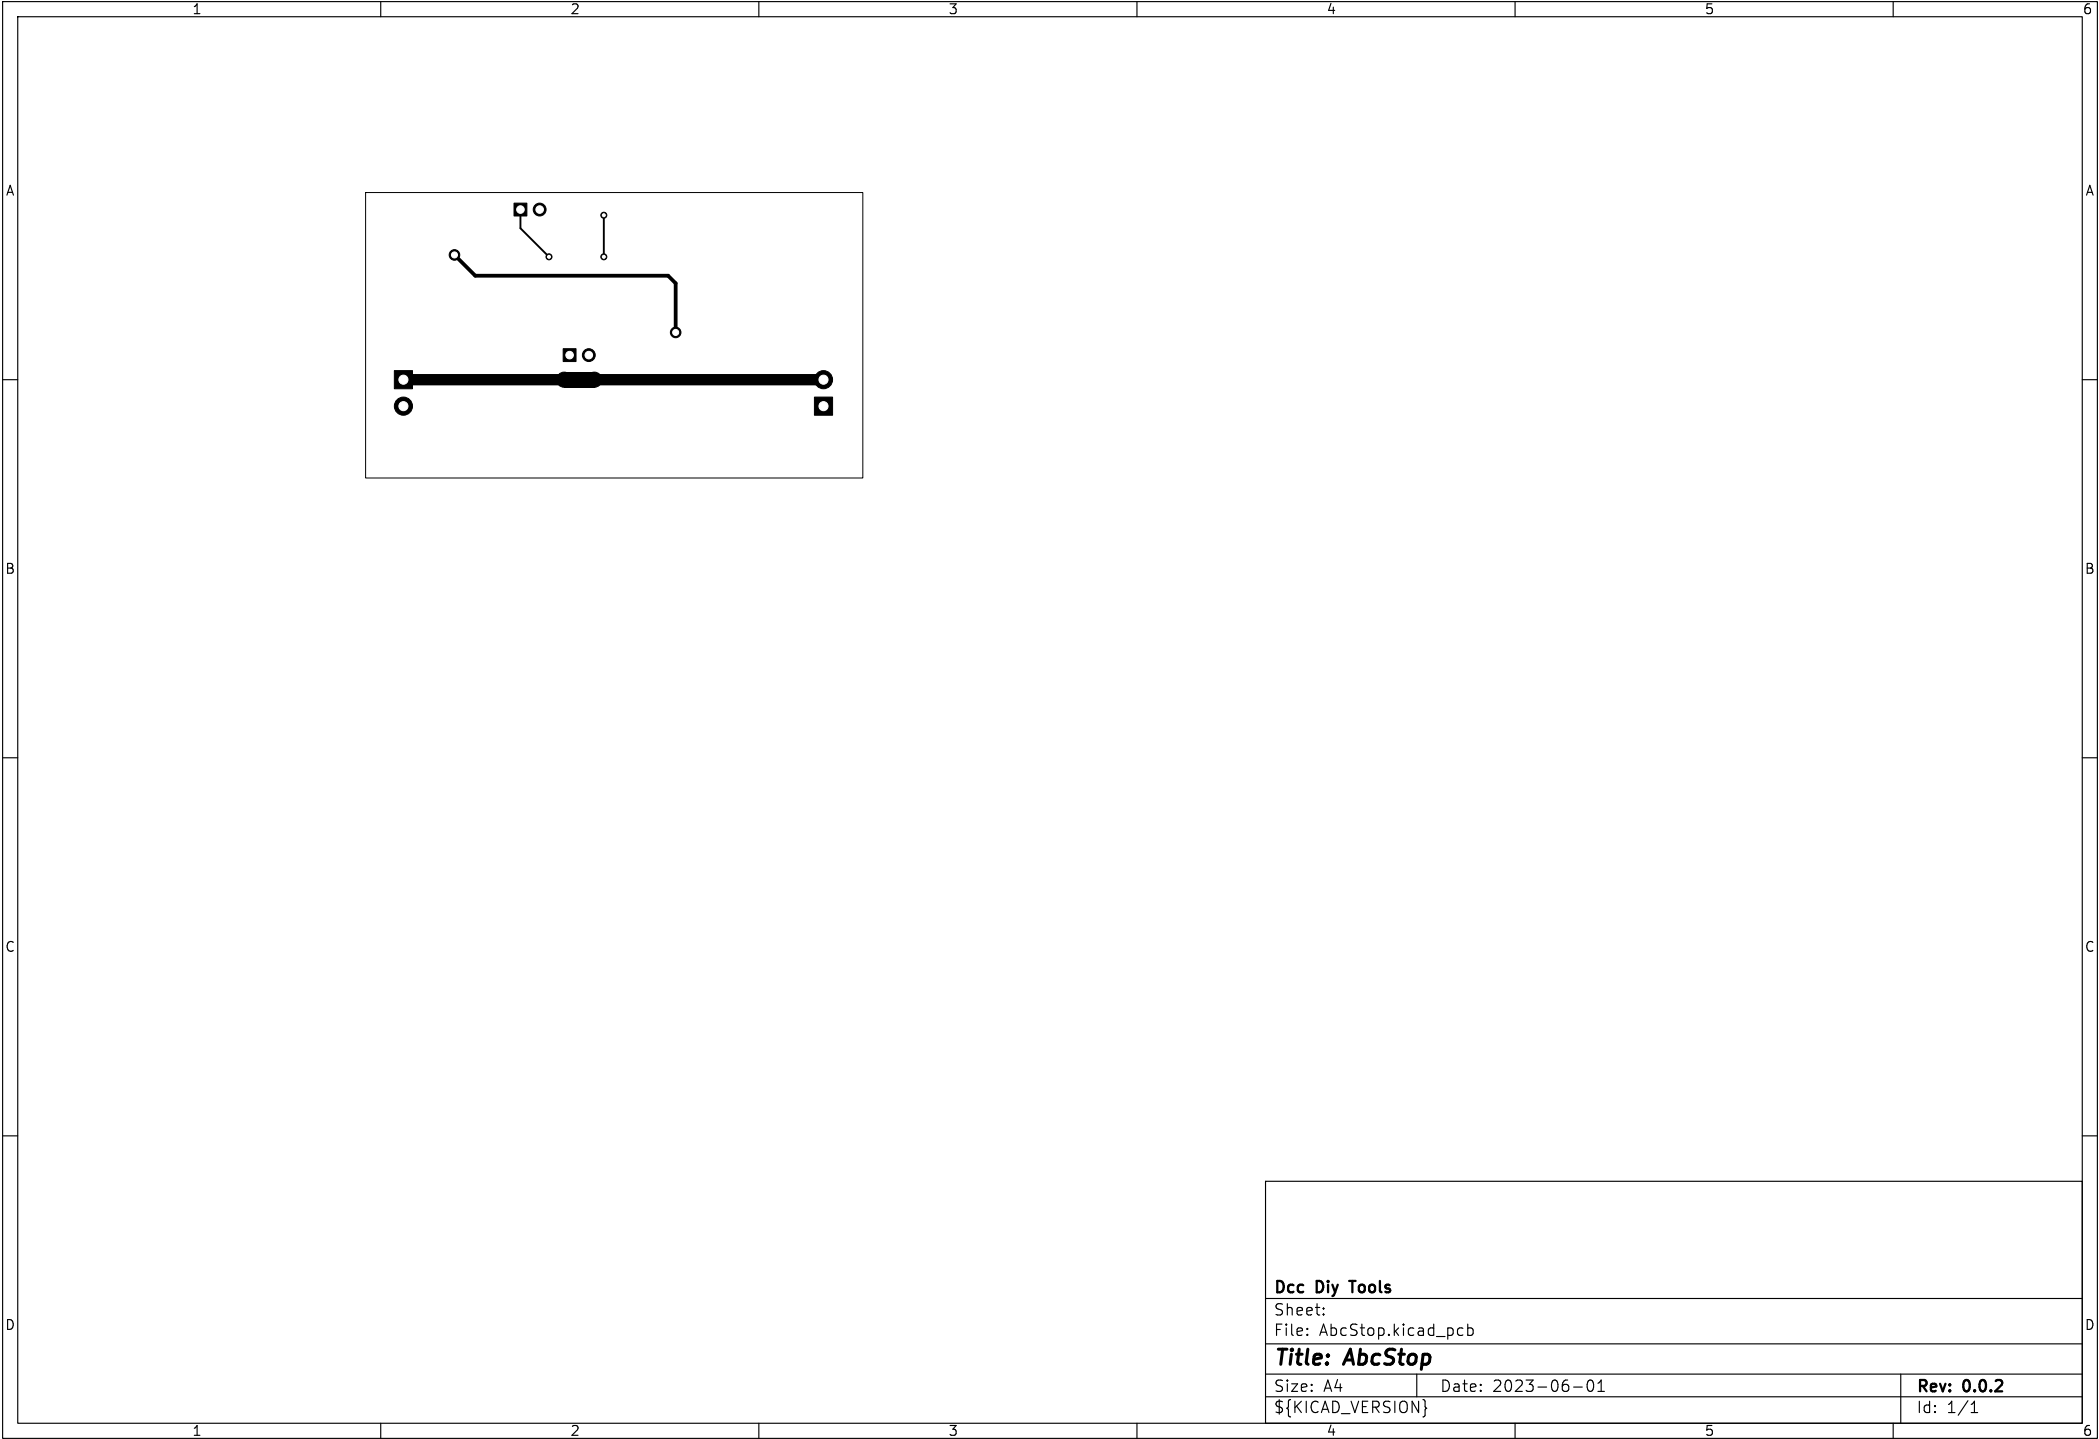 1 2 3 4 5 6
A A
B B
C C
D D
Dcc Diy Tools
Sheet:
File: AbcStop.kicad_pcb
Title: AbcStop
Size: A4 Date: 2023-06-01 Rev: 0.0.2
${KICAD_VERSION} Id: 1/1
1 2 3 4 5 6